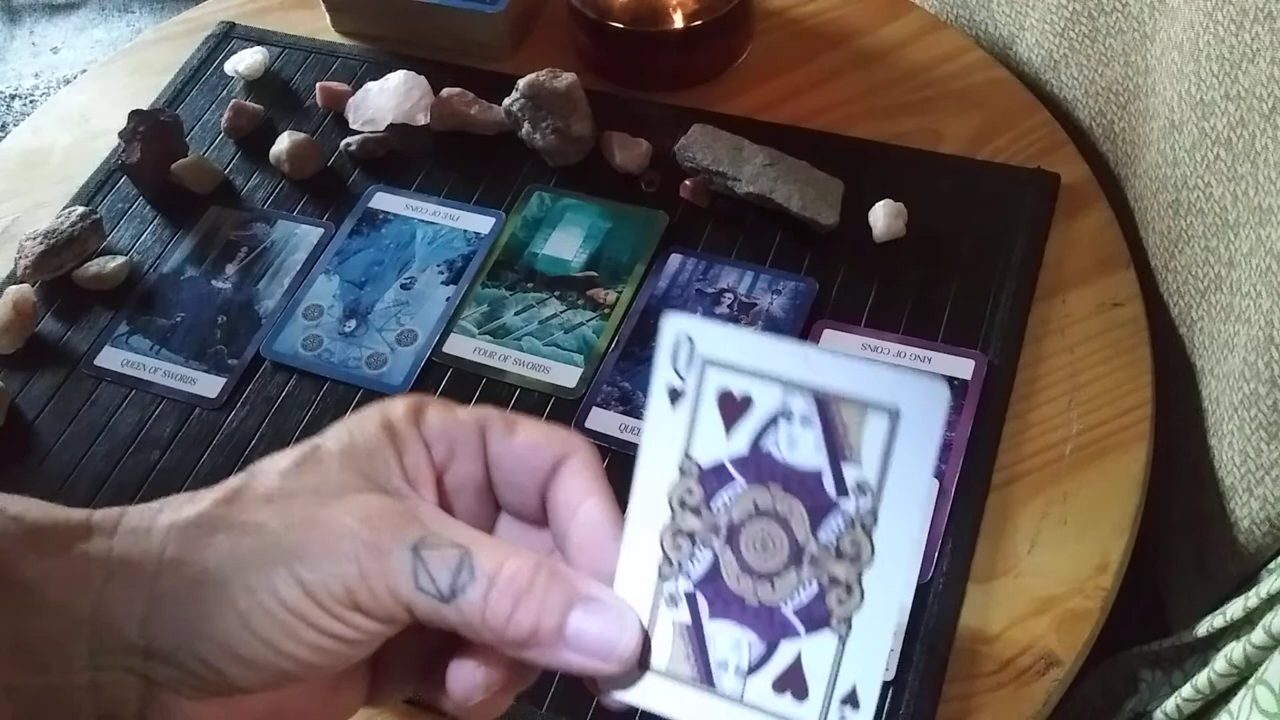 QUEEN OF SWORDS
FIVE OF COINS
FOUR OF SWORDS
KING OF COINS
Q